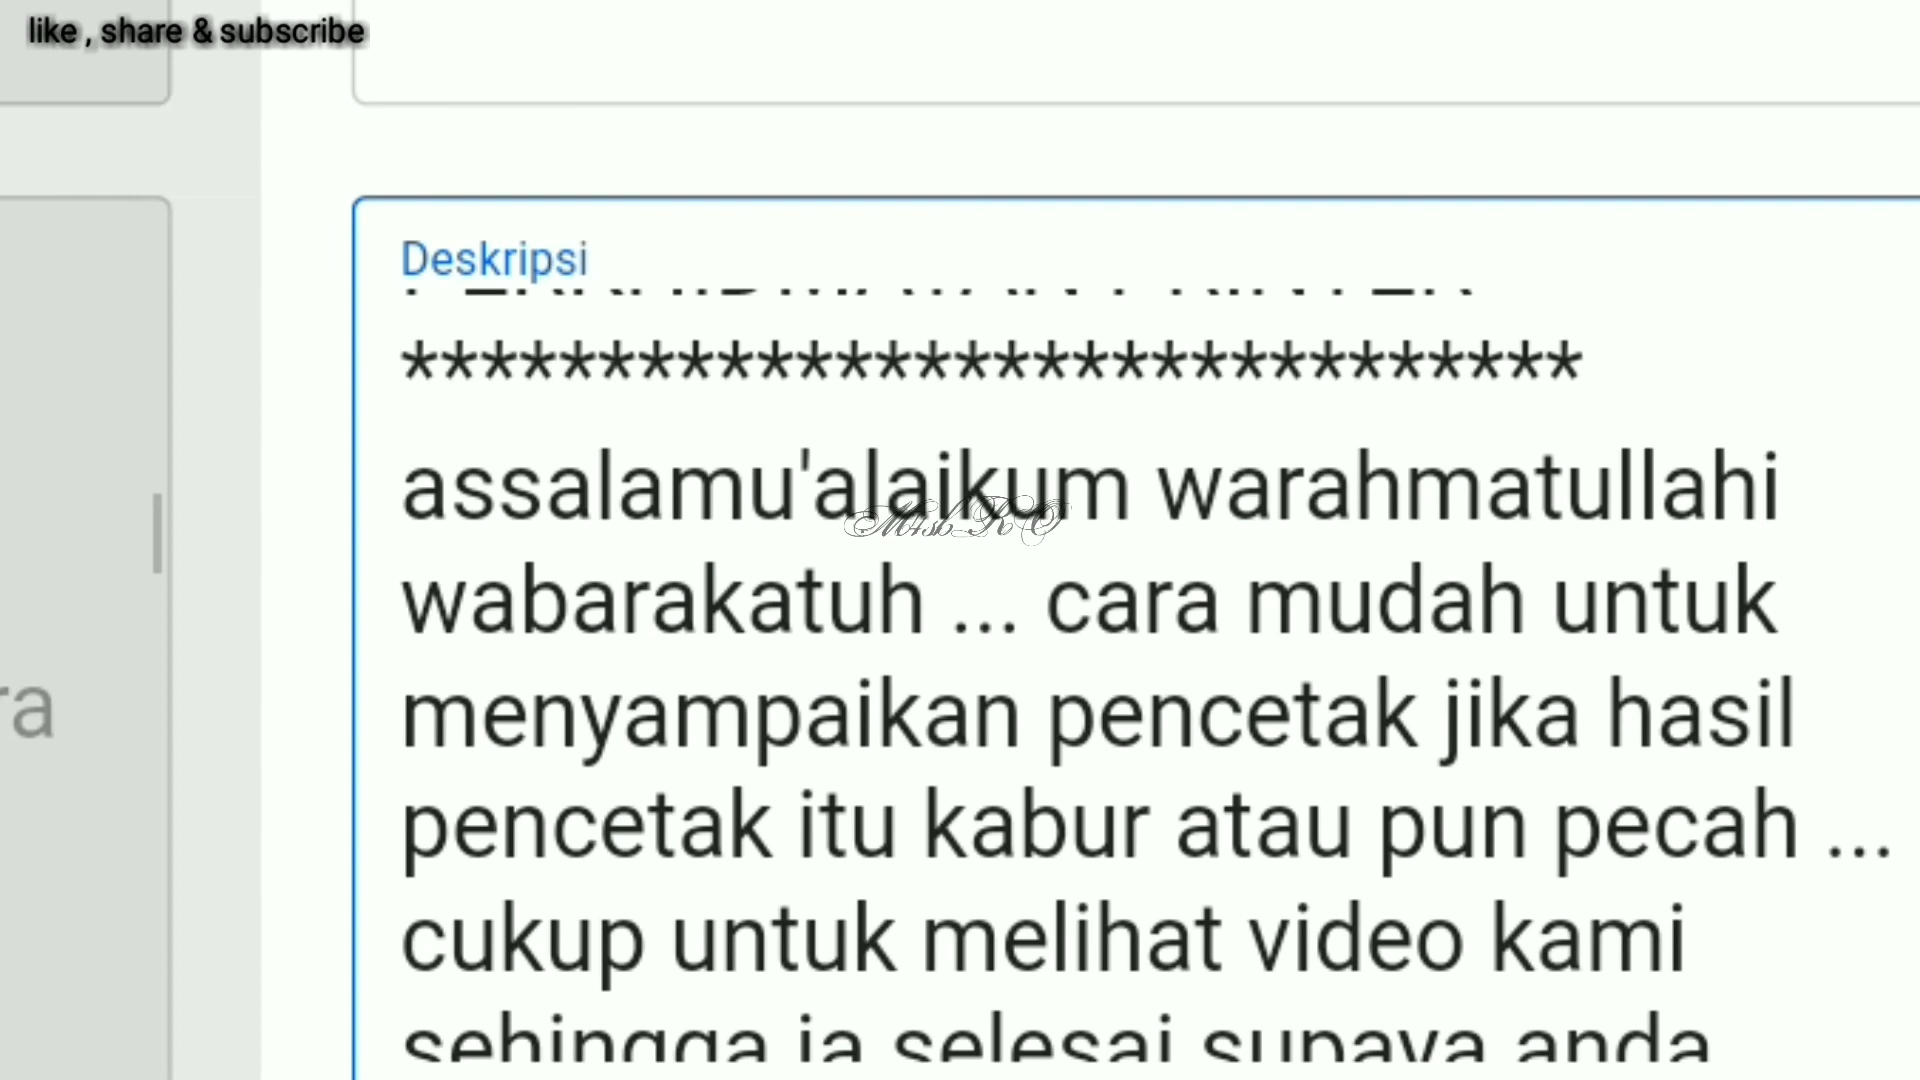 like , share & subscribe
Deskripsi
******************************
assalamu'alaikum warahmatullahi
wabarakatuh ... cara mudah untuk
menyampaikan pencetak jika hasil
pencetak itu kabur atau pun pecah ...
cukup untuk melihat video kami
sehingga ia selesai supaya anda
ra